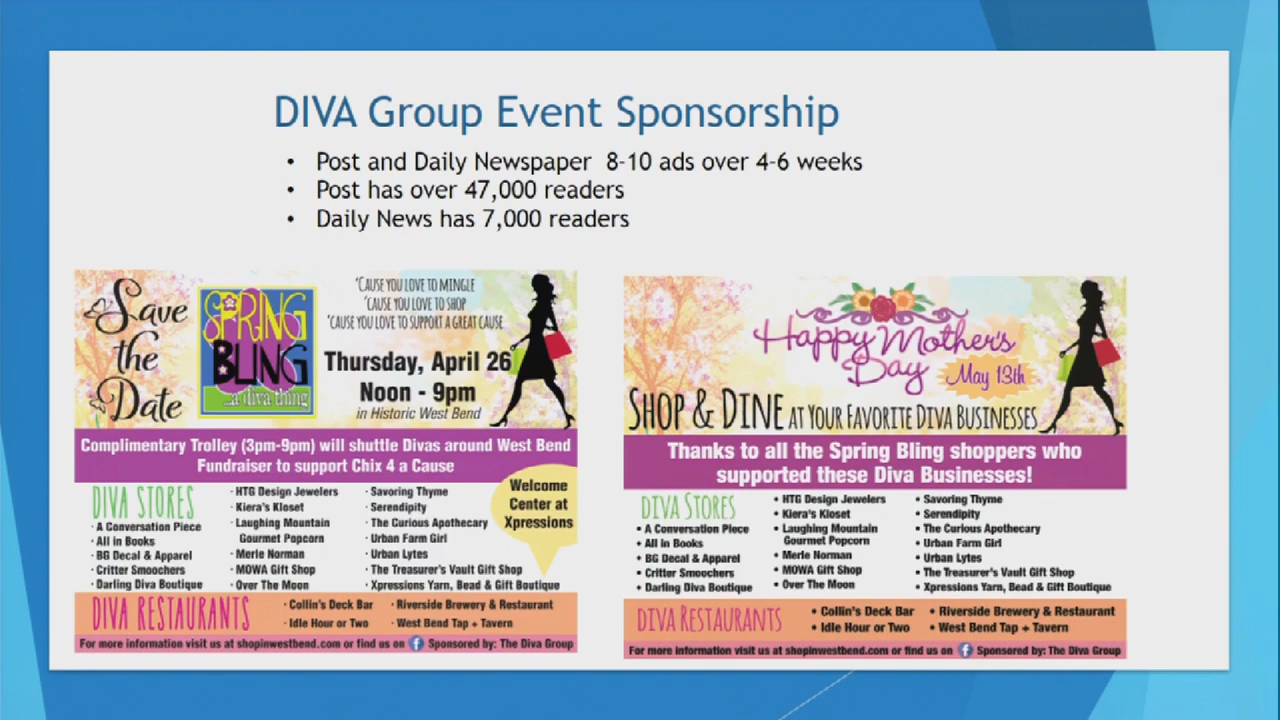 DIVA Group Event Sponsorship
• Post and Daily Newspaper 8-10 ads over 4-6 weeks
• Post has over 47,000 readers
• Daily News has 7,000 readers
Save
the
Date
SPRING
BLING
...a diva thing
'CAUSE YOU LOVE TO MINGLE
'CAUSE YOU LOVE TO SHOP
'CAUSE YOU LOVE TO SUPPORT A GREAT CAUSE
Thursday, April 26
Noon - 9pm
in Historic West Bend
Complimentary Trolley (3pm-9pm) will shuttle Divas around West Bend
Fundraiser to support Chix 4 a Cause
Welcome
Center at
Xpressions
DIVA STORES
· A Conversation Piece
· All in Books
· BG Decal & Apparel
· Critter Smoochers
· Darling Diva Boutique
· HTG Design Jewelers
· Kiera's Kloset
· Laughing Mountain
Gourmet Popcorn
· Merle Norman
· MOWA Gift Shop
· Over The Moon
· Savoring Thyme
· Serendipity
· The Curious Apothecary
· Urban Farm Girl
· Urban Lytes
· The Treasurer's Vault Gift Shop
· Xpressions Yarn, Bead & Gift Boutique
DIVA RESTAURANTS
· Collin's Deck Bar
· Idle Hour or Two
· Riverside Brewery & Restaurant
· West Bend Tap + Tavern
For more information visit us at shopinwestbend.com or find us on f Sponsored by: The Diva Group
Happy Mother's
Day
May 13th
SHOP & DINE AT YOUR FAVORITE DIVA BUSINESSES
Thanks to all the Spring Bling shoppers who
supported these Diva Businesses!
DIVA STORES
• A Conversation Piece
• All in Books
• BG Decal & Apparel
• Critter Smoochers
• Darling Diva Boutique
• HTG Design Jewelers
• Kiera's Kloset
• Laughing Mountain
Gourmet Popcorn
• Merle Norman
• MOWA Gift Shop
• Over The Moon
• Savoring Thyme
• Serendipity
• The Curious Apothecary
• Urban Farm Girl
• Urban Lytes
• The Treasurer's Vault Gift Shop
• Xpressions Yarn, Bead & Gift Boutique
DIVA RESTAURANTS
• Collin's Deck Bar
• Idle Hour or Two
• Riverside Brewery & Restaurant
• West Bend Tap + Tavern
For more information visit us at shopinwestbend.com or find us on f Sponsored by: The Diva Group